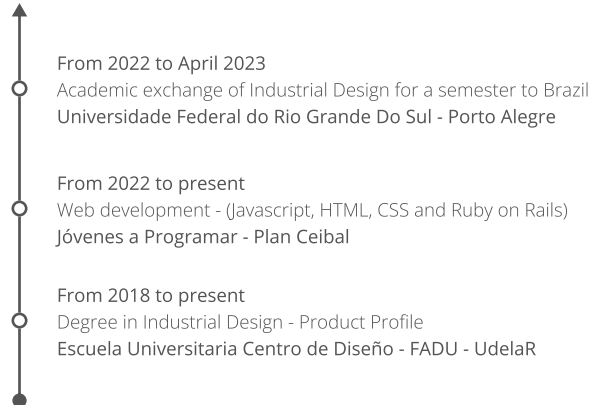 From 2022 to April 2023
Academic exchange of Industrial Design for a semester to Brazil
Universidade Federal do Rio Grande Do Sul - Porto Alegre
From 2022 to present
Web development - (Javascript, HTML, CSS and Ruby on Rails)
Jóvenes a Programar - Plan Ceibal
From 2018 to present
Degree in Industrial Design - Product Profile
Escuela Universitaria Centro de Diseño - FADU - UdelaR